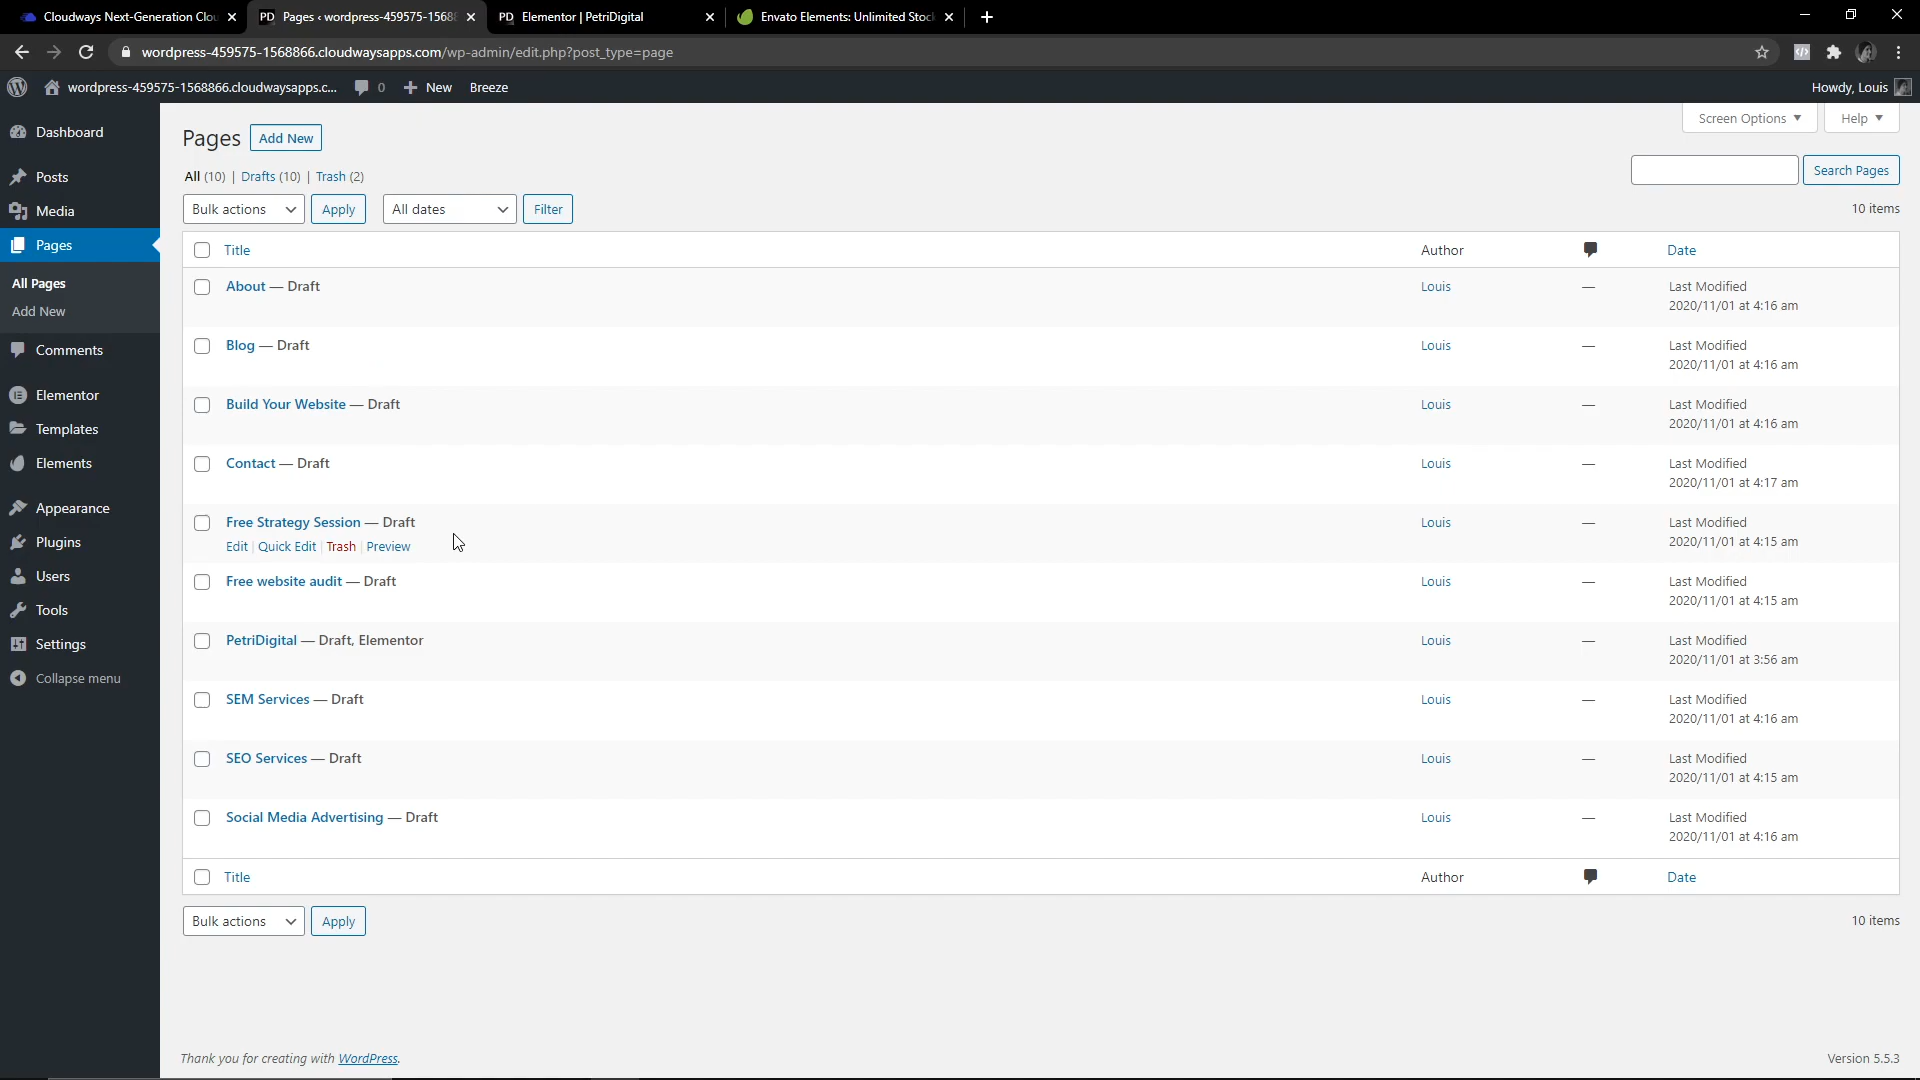 Cloudways Next-Generation Clou
Pages ‹ wordpress-459575-1568
Elementor | PetriDigital
Envato Elements: Unlimited Stoc
wordpress-459575-1568866.cloudwaysapps.com/wp-admin/edit.php?post_type=page
wordpress-459575-1568866.cloudwaysapps.c... 0 New Breeze
Howdy, Louis
Dashboard
Posts
Media
Pages
All Pages
Add New
Comments
Elementor
Templates
Elements
Appearance
Plugins
Users
Tools
Settings
Collapse menu
Screen Options
Help
Pages Add New
All (10) | Drafts (10) | Trash (2)
Search Pages
Bulk actions Apply All dates Filter
10 items
Title Author Date
About — Draft Louis — Last Modified
2020/11/01 at 4:16 am
Blog — Draft Louis — Last Modified
2020/11/01 at 4:16 am
Build Your Website — Draft Louis — Last Modified
2020/11/01 at 4:16 am
Contact — Draft Louis — Last Modified
2020/11/01 at 4:17 am
Free Strategy Session — Draft Louis — Last Modified
Edit | Quick Edit | Trash | Preview 2020/11/01 at 4:15 am
Free website audit — Draft Louis — Last Modified
2020/11/01 at 4:15 am
PetriDigital — Draft, Elementor Louis — Last Modified
2020/11/01 at 3:56 am
SEM Services — Draft Louis — Last Modified
2020/11/01 at 4:16 am
SEO Services — Draft Louis — Last Modified
2020/11/01 at 4:15 am
Social Media Advertising — Draft Louis — Last Modified
2020/11/01 at 4:16 am
Title Author Date
Bulk actions Apply
10 items
Thank you for creating with WordPress.
Version 5.5.3